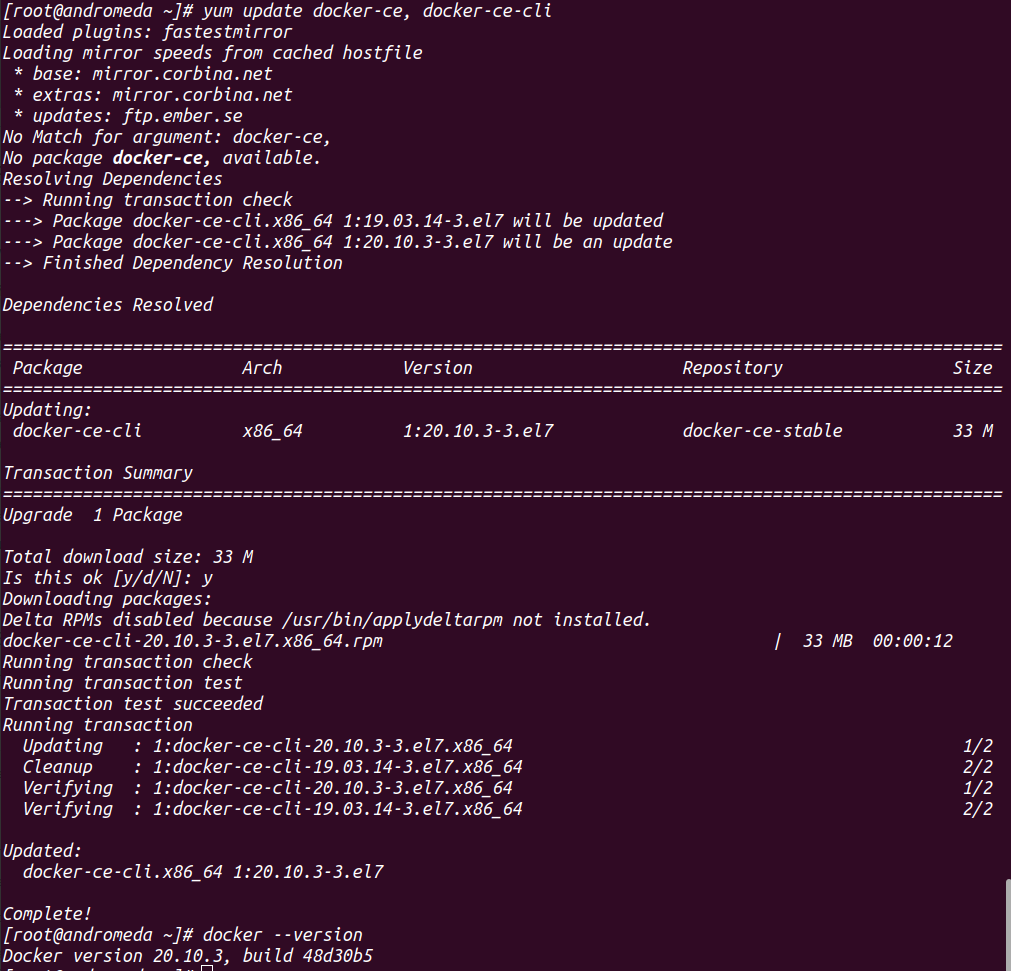 [root@andromeda ~]# yum update docker-ce, docker-ce-cli
Loaded plugins: fastestmirror
Loading mirror speeds from cached hostfile
 * base: mirror.corbina.net
 * extras: mirror.corbina.net
 * updates: ftp.ember.se
No Match for argument: docker-ce,
No package docker-ce, available.
Resolving Dependencies
--> Running transaction check
---> Package docker-ce-cli.x86_64 1:19.03.14-3.el7 will be updated
---> Package docker-ce-cli.x86_64 1:20.10.3-3.el7 will be an update
--> Finished Dependency Resolution
Dependencies Resolved
====================================================================================================
 Package                Arch            Version                     Repository                 Size
====================================================================================================
Updating:
 docker-ce-cli          x86_64          1:20.10.3-3.el7             docker-ce-stable           33 M
Transaction Summary
====================================================================================================
Upgrade  1 Package
Total download size: 33 M
Is this ok [y/d/N]: y
Downloading packages:
Delta RPMs disabled because /usr/bin/applydeltarpm not installed.
docker-ce-cli-20.10.3-3.el7.x86_64.rpm                                       |  33 MB  00:00:12
Running transaction check
Running transaction test
Transaction test succeeded
Running transaction
  Updating   : 1:docker-ce-cli-20.10.3-3.el7.x86_64                                             1/2
  Cleanup    : 1:docker-ce-cli-19.03.14-3.el7.x86_64                                            2/2
  Verifying  : 1:docker-ce-cli-20.10.3-3.el7.x86_64                                             1/2
  Verifying  : 1:docker-ce-cli-19.03.14-3.el7.x86_64                                            2/2
Updated:
  docker-ce-cli.x86_64 1:20.10.3-3.el7
Complete!
[root@andromeda ~]# docker --version
Docker version 20.10.3, build 48d30b5